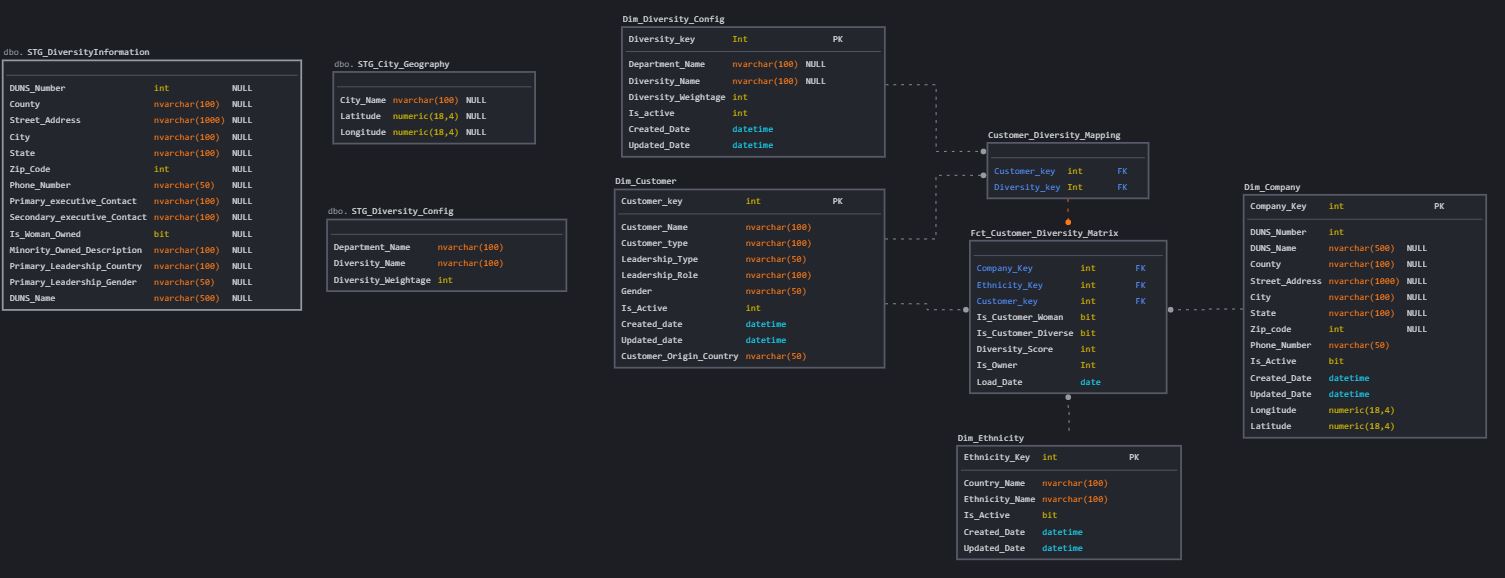 dbo. STG_DiversityInformation
DUNS_Number int NULL
County nvarchar(100) NULL
Street_Address nvarchar(1000) NULL
City nvarchar(100) NULL
State nvarchar(100) NULL
Zip_Code int NULL
Phone_Number nvarchar(50) NULL
Primary_executive_Contact nvarchar(100) NULL
Secondary_executive_Contact nvarchar(100) NULL
Is_Woman_Owned bit NULL
Minority_Owned_Description nvarchar(100) NULL
Primary_Leadership_Country nvarchar(100) NULL
Primary_Leadership_Gender nvarchar(50) NULL
DUNS_Name nvarchar(500) NULL
dbo. STG_City_Geography
City_Name nvarchar(100) NULL
Latitude numeric(18,4) NULL
Longitude numeric(18,4) NULL
dbo. STG_Diversity_Config
Department_Name nvarchar(100)
Diversity_Name nvarchar(100)
Diversity_Weightage int
Dim_Diversity_Config
Diversity_key Int PK
Department_Name nvarchar(100) NULL
Diversity_Name nvarchar(100) NULL
Diversity_Weightage int
Is_active int
Created_Date datetime
Updated_Date datetime
Dim_Customer
Customer_key int PK
Customer_Name nvarchar(100)
Customer_type nvarchar(100)
Leadership_Type nvarchar(50)
Leadership_Role nvarchar(100)
Gender nvarchar(50)
Is_Active int
Created_date datetime
Updated_date datetime
Customer_Origin_Country nvarchar(50)
Customer_Diversity_Mapping
Customer_key int FK
Diversity_key Int FK
Fct_Customer_Diversity_Matrix
Company_Key int FK
Ethnicity_Key int FK
Customer_key int FK
Is_Customer_Woman bit
Is_Customer_Diverse bit
Diversity_Score int
Is_Owner Int
Load_Date date
Dim_Ethnicity
Ethnicity_Key int PK
Country_Name nvarchar(100)
Ethnicity_Name nvarchar(100)
Is_Active bit
Created_Date datetime
Updated_Date datetime
Dim_Company
Company_Key int PK
DUNS_Number int
DUNS_Name nvarchar(500) NULL
County nvarchar(100) NULL
Street_Address nvarchar(1000) NULL
City nvarchar(100) NULL
State nvarchar(100) NULL
Zip_code int NULL
Phone_Number nvarchar(50)
Is_Active bit
Created_Date datetime
Updated_Date datetime
Longitude numeric(18,4)
Latitude numeric(18,4)